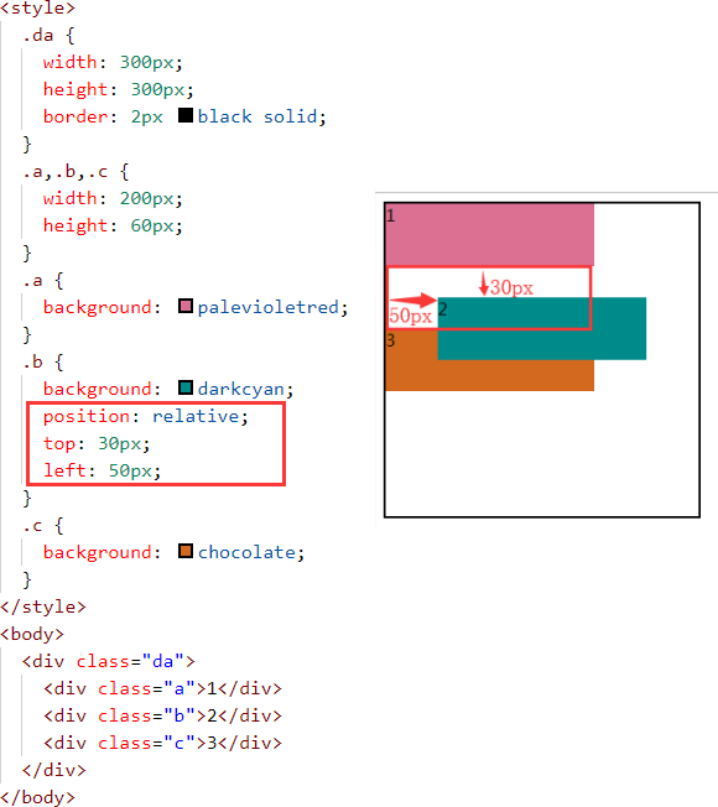 <style>
.da {
width: 300px;
height: 300px;
border: 2px black solid;
}
.a,.b,.c {
width: 200px;
height: 60px;
}
.a {
background: palevioletred;
}
.b {
background: darkcyan;
position: relative;
top: 30px;
left: 50px;
}
.c {
background: chocolate;
}
</style>
<body>
<div class="da">
<div class="a">1</div>
<div class="b">2</div>
<div class="c">3</div>
</div>
</body>
1
30px
50px
2
3